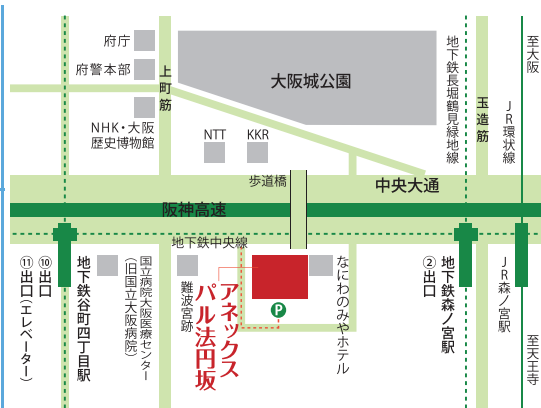 府庁
府警本部
NHK・大阪
歴史博物館
上町筋
大阪城公園
NTT
KKR
歩道橋
地下鉄長堀鶴見緑地線
玉造筋
JR環状線
至大阪
中央大通
阪神高速
地下鉄中央線
⑩出口
⑪出口(エレベーター)
地下鉄谷町四丁目駅
国立病院大阪医療センター
(旧国立大阪病院)
難波宮跡
アネックス
パル法円坂
P
なにわのみやホテル
②出口
地下鉄森ノ宮駅
JR森ノ宮駅
至天王寺